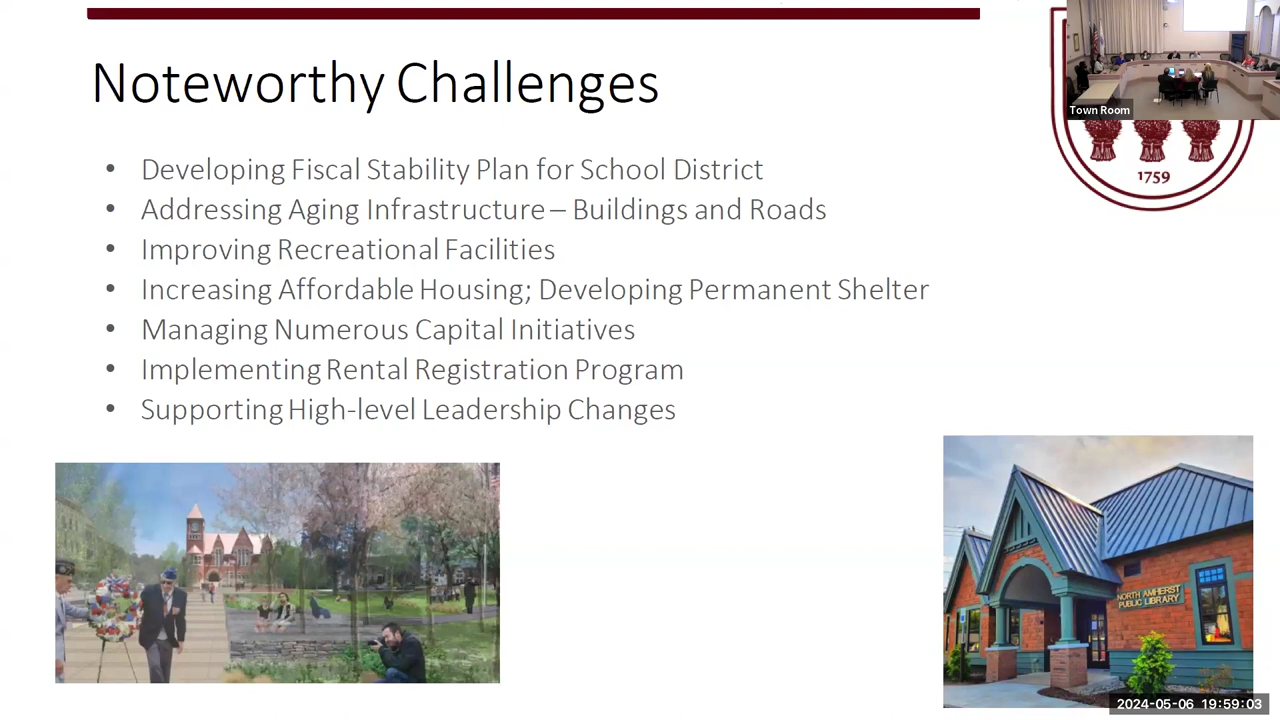 Noteworthy Challenges
Town Room
1759
• Developing Fiscal Stability Plan for School District
• Addressing Aging Infrastructure – Buildings and Roads
• Improving Recreational Facilities
• Increasing Affordable Housing; Developing Permanent Shelter
• Managing Numerous Capital Initiatives
• Implementing Rental Registration Program
• Supporting High-level Leadership Changes
NORTH AMHERST
PUBLIC LIBRARY
2024-05-06 19:59:03